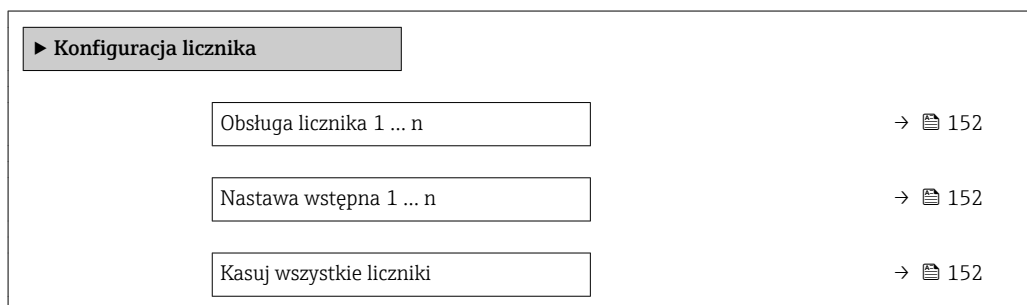 ▶ Konfiguracja licznika
Obsługa licznika 1 … n → 152
Nastawa wstępna 1 … n → 152
Kasuj wszystkie liczniki → 152